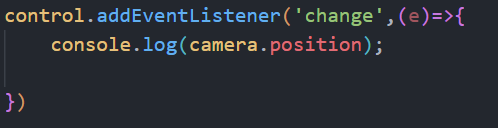 control.addEventListener('change',(e)=>{
    console.log(camera.position);
})